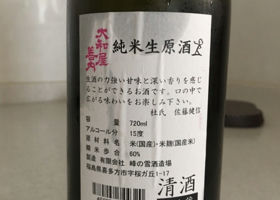 大和屋
善内
純米生原酒
生酒の力強い甘味と深い香りを感じ
ることができるお酒です。口の中で
広がる味わいをお楽しみ下さい。
杜氏 佐藤健信
容量 720ml
アルコール分 15度
原材料 米(国産)・米麹(国産米)
精米歩合 60%
製造者 有限会社 峰の雪酒造場
福島県喜多方市字桜ガ丘1-17
清酒